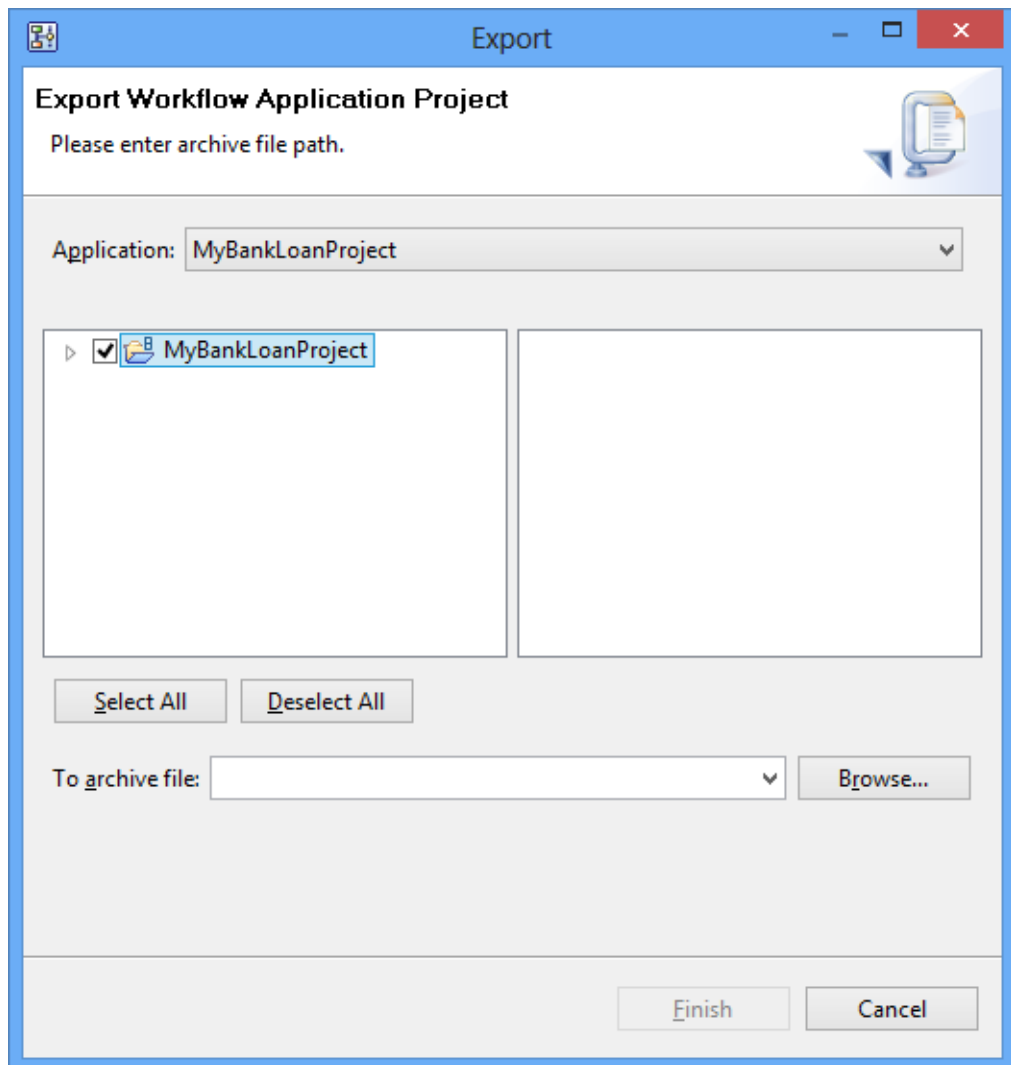 Export
Export Workflow Application Project
Please enter archive file path.
Application: MyBankLoanProject
MyBankLoanProject
Select All Deselect All
To archive file: Browse...
Finish Cancel